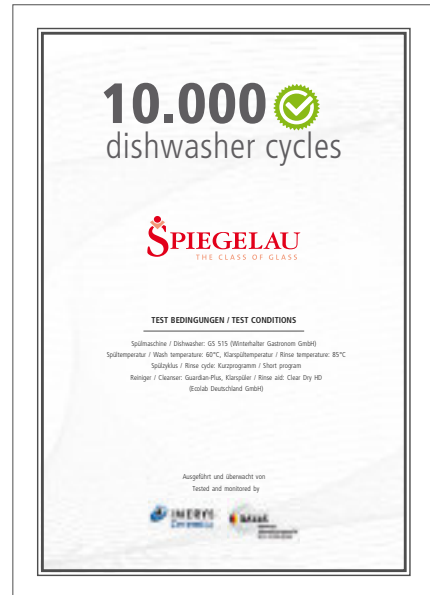 10.000
dishwasher cycles
SPIEGELAU
THE CLASS OF GLASS
TEST BEDINGUNGEN / TEST CONDITIONS
Spülmaschine / Dishwasher: GS 515 (Winterhalter Gastronom GmbH)
Spültemperatur / Wash temperature: 60°C, Klarspültemperatur / Rinse temperature: 85°C
Spülzyklus / Rinse cycle: Kurzprogramm / Short program
Reiniger / Cleanser: Guardian-Plus, Klarspüler / Rinse aid: Clear Dry HD
(Ecolab Deutschland GmbH)
Ausgeführt und überwacht von
Tested and monitored by
IMERYS